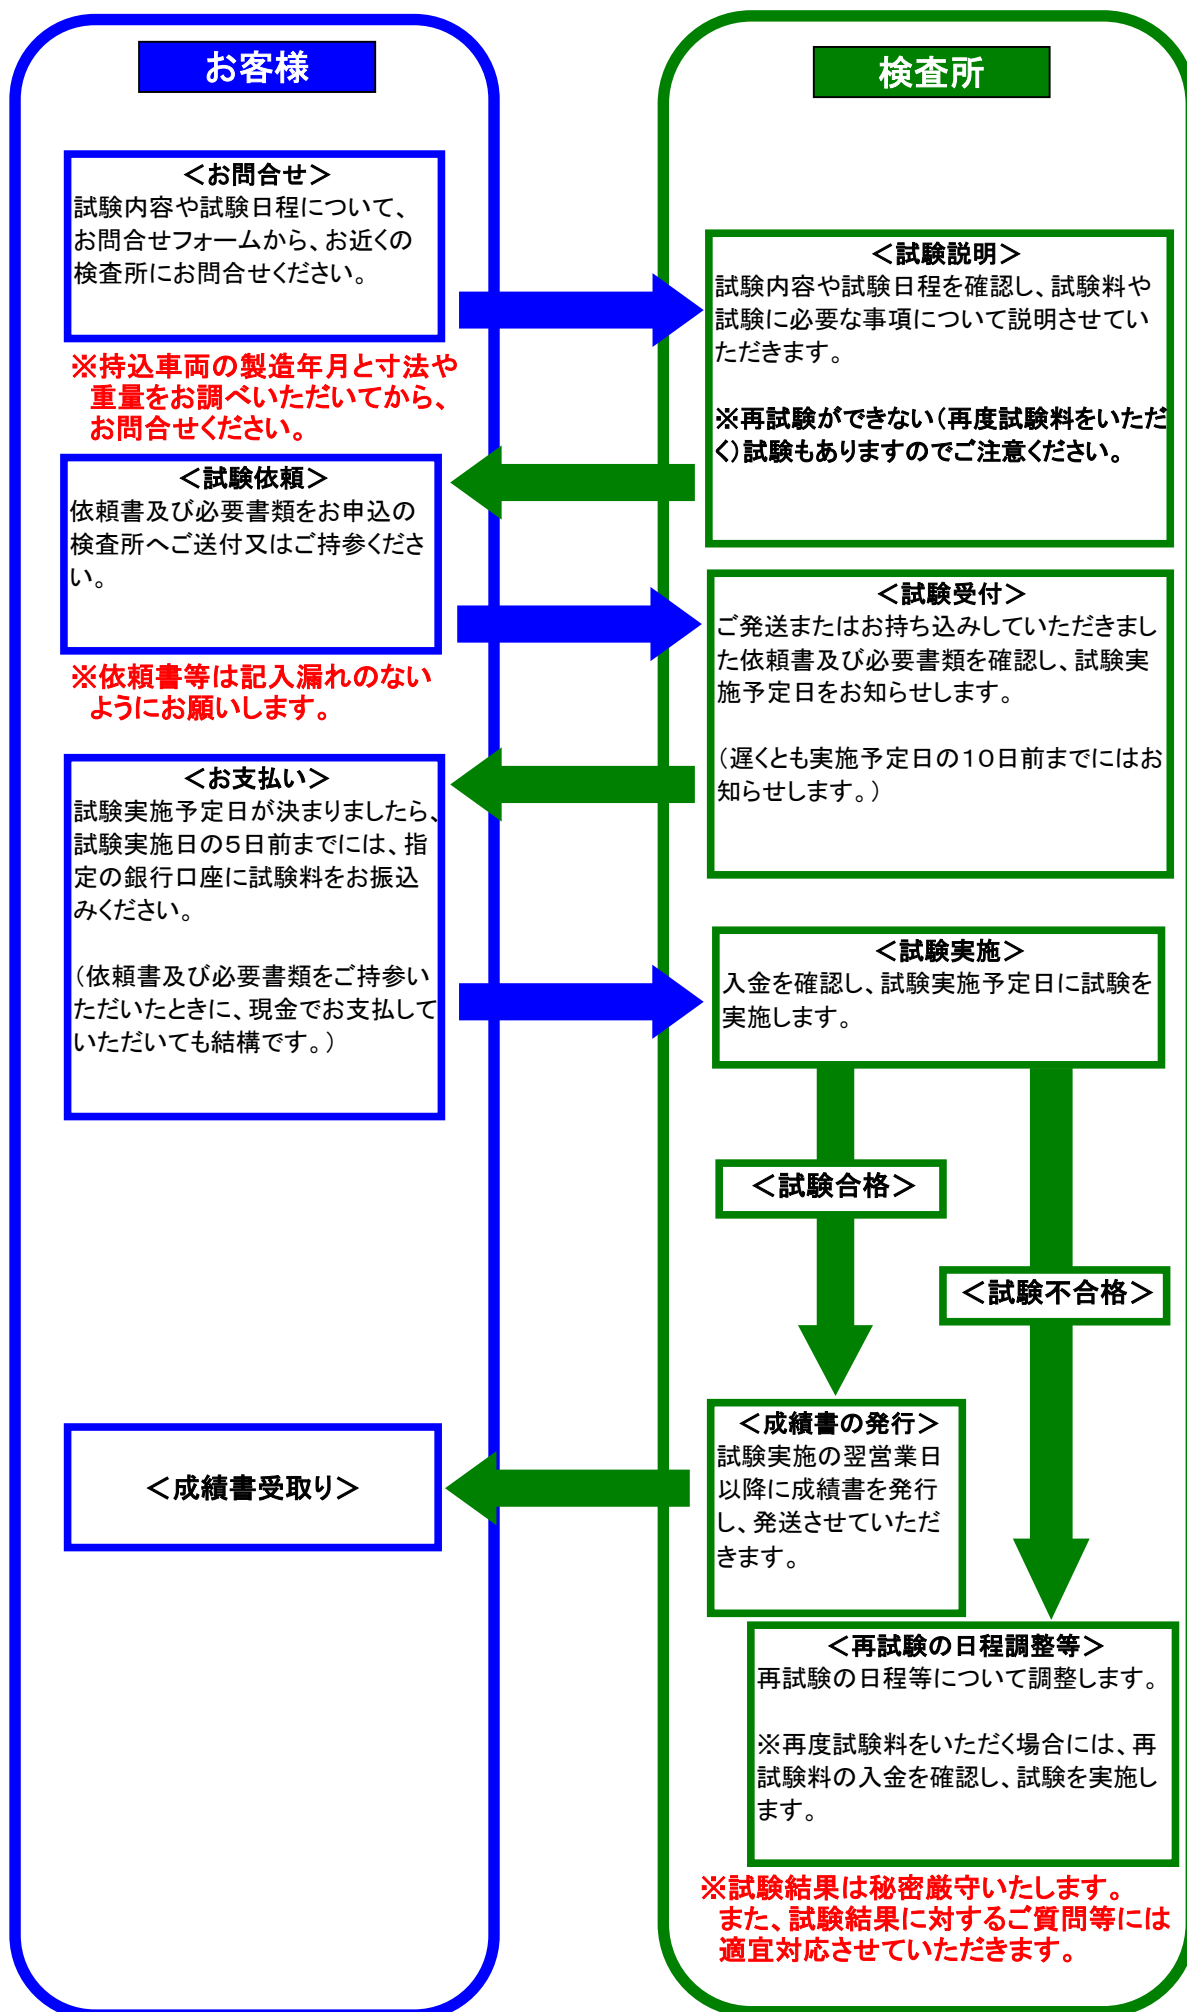 お客様
検査所
＜お問合せ＞
試験内容や試験日程について、
お問合せフォームから、お近くの
検査所にお問合せください。
※持込車両の製造年月と寸法や
重量をお調べいただいてから、
お問合せください。
＜試験説明＞
試験内容や試験日程を確認し、試験料や
試験に必要な事項について説明させてい
ただきます。
※再試験ができない（再度試験料をいただ
く）試験もありますのでご注意ください。
＜試験依頼＞
依頼書及び必要書類をお申込の
検査所へご送付又はご持参くださ
い。
※依頼書等は記入漏れのない
ようにお願いします。
＜試験受付＞
ご発送またはお持ち込みしていただきまし
た依頼書及び必要書類を確認し、試験実
施予定日をお知らせします。
（遅くとも実施予定日の１０日前までにはお
知らせします。）
＜お支払い＞
試験実施予定日が決まりましたら、
試験実施日の５日前までには、指
定の銀行口座に試験料をお振込
みください。
（依頼書及び必要書類をご持参い
ただいたときに、現金でお支払して
いただいても結構です。）
＜試験実施＞
入金を確認し、試験実施予定日に試験を
実施します。
＜試験合格＞
＜試験不合格＞
＜成績書の発行＞
試験実施の翌営業日
以降に成績書を発行
し、発送させていただ
きます。
＜成績書受取り＞
＜再試験の日程調整等＞
再試験の日程等について調整します。
※再度試験料をいただく場合には、再
試験料の入金を確認し、試験を実施し
ます。
※試験結果は秘密厳守いたします。
また、試験結果に対するご質問等には
適宜対応させていただきます。